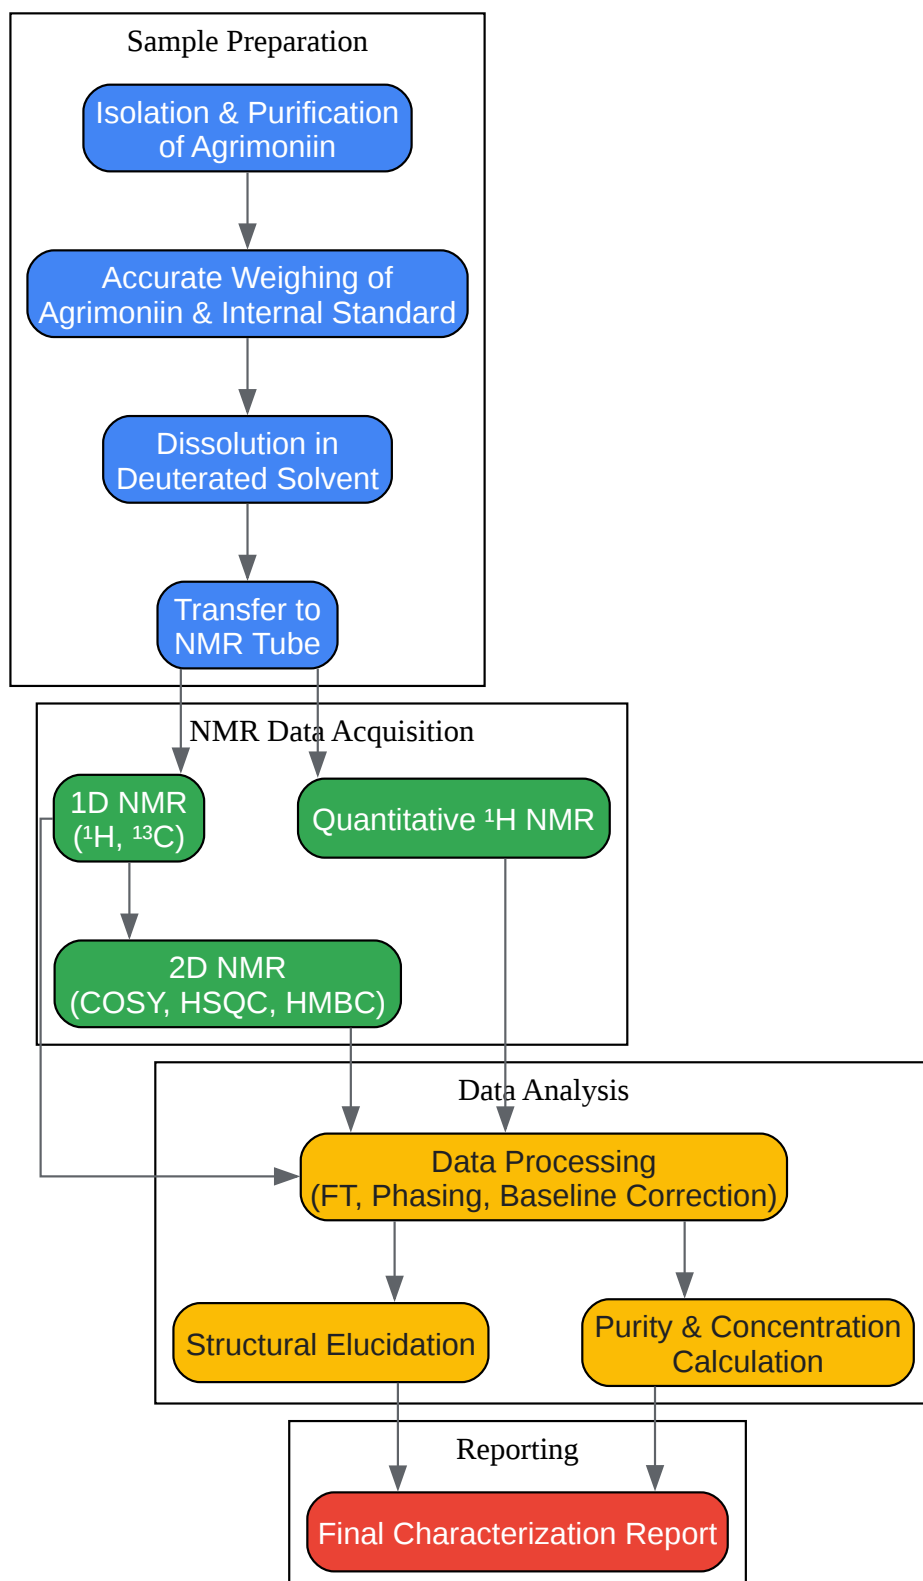 Sample Preparation
Isolation & Purification
of Agrimoniin
Accurate Weighing of
Agrimoniin & Internal Standard
Dissolution in
Deuterated Solvent
Transfer to
NMR Tube
NMR Data Acquisition
1D NMR
(¹H, ¹³C)
Quantitative ¹H NMR
2D NMR
(COSY, HSQC, HMBC)
Data Analysis
Data Processing
(FT, Phasing, Baseline Correction)
Structural Elucidation
Purity & Concentration
Calculation
Reporting
Final Characterization Report